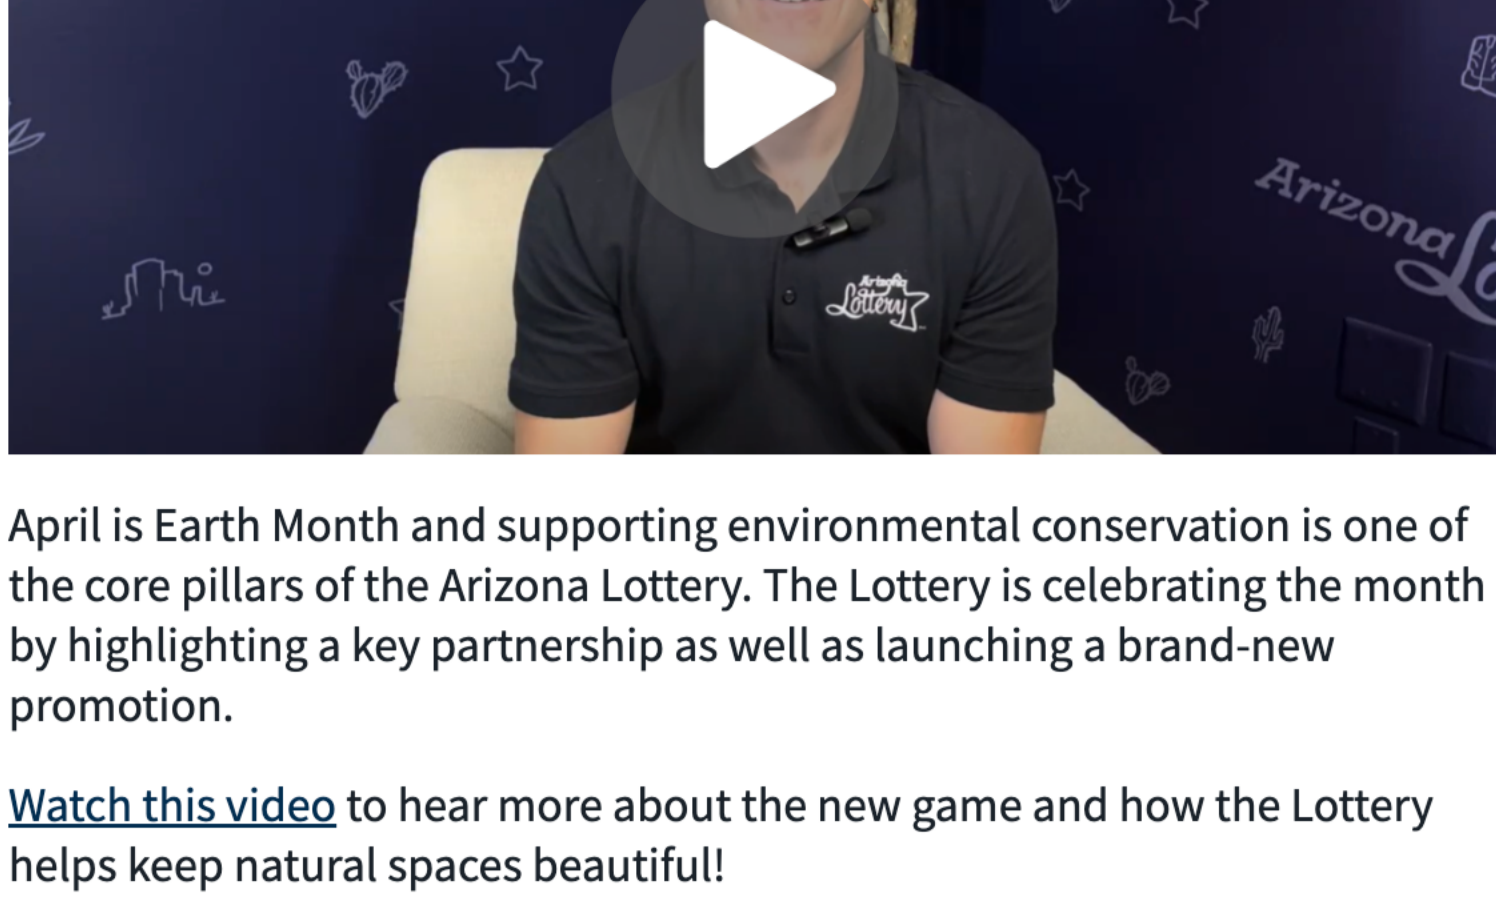 Arizona
Lo
Arizona
Lottery
April is Earth Month and supporting environmental conservation is one of
the core pillars of the Arizona Lottery. The Lottery is celebrating the month
by highlighting a key partnership as well as launching a brand-new
promotion.
Watch this video to hear more about the new game and how the Lottery
helps keep natural spaces beautiful!